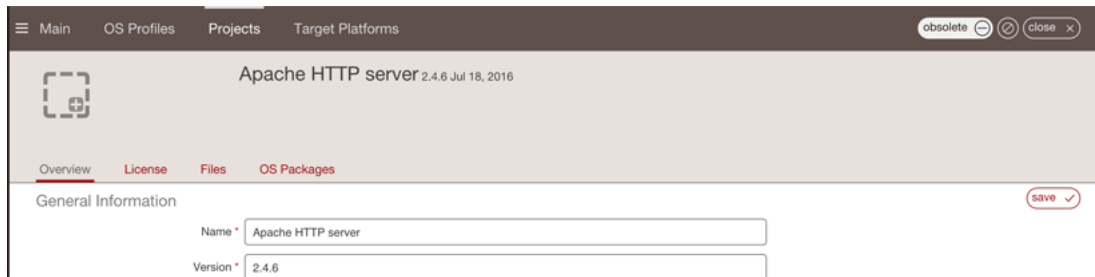 Main OS Profiles Projects Target Platforms obsolete close x
Apache HTTP server 2.4.6 Jul 18, 2016
Overview License Files OS Packages
General Information save
Name * Apache HTTP server
Version * 2.4.6